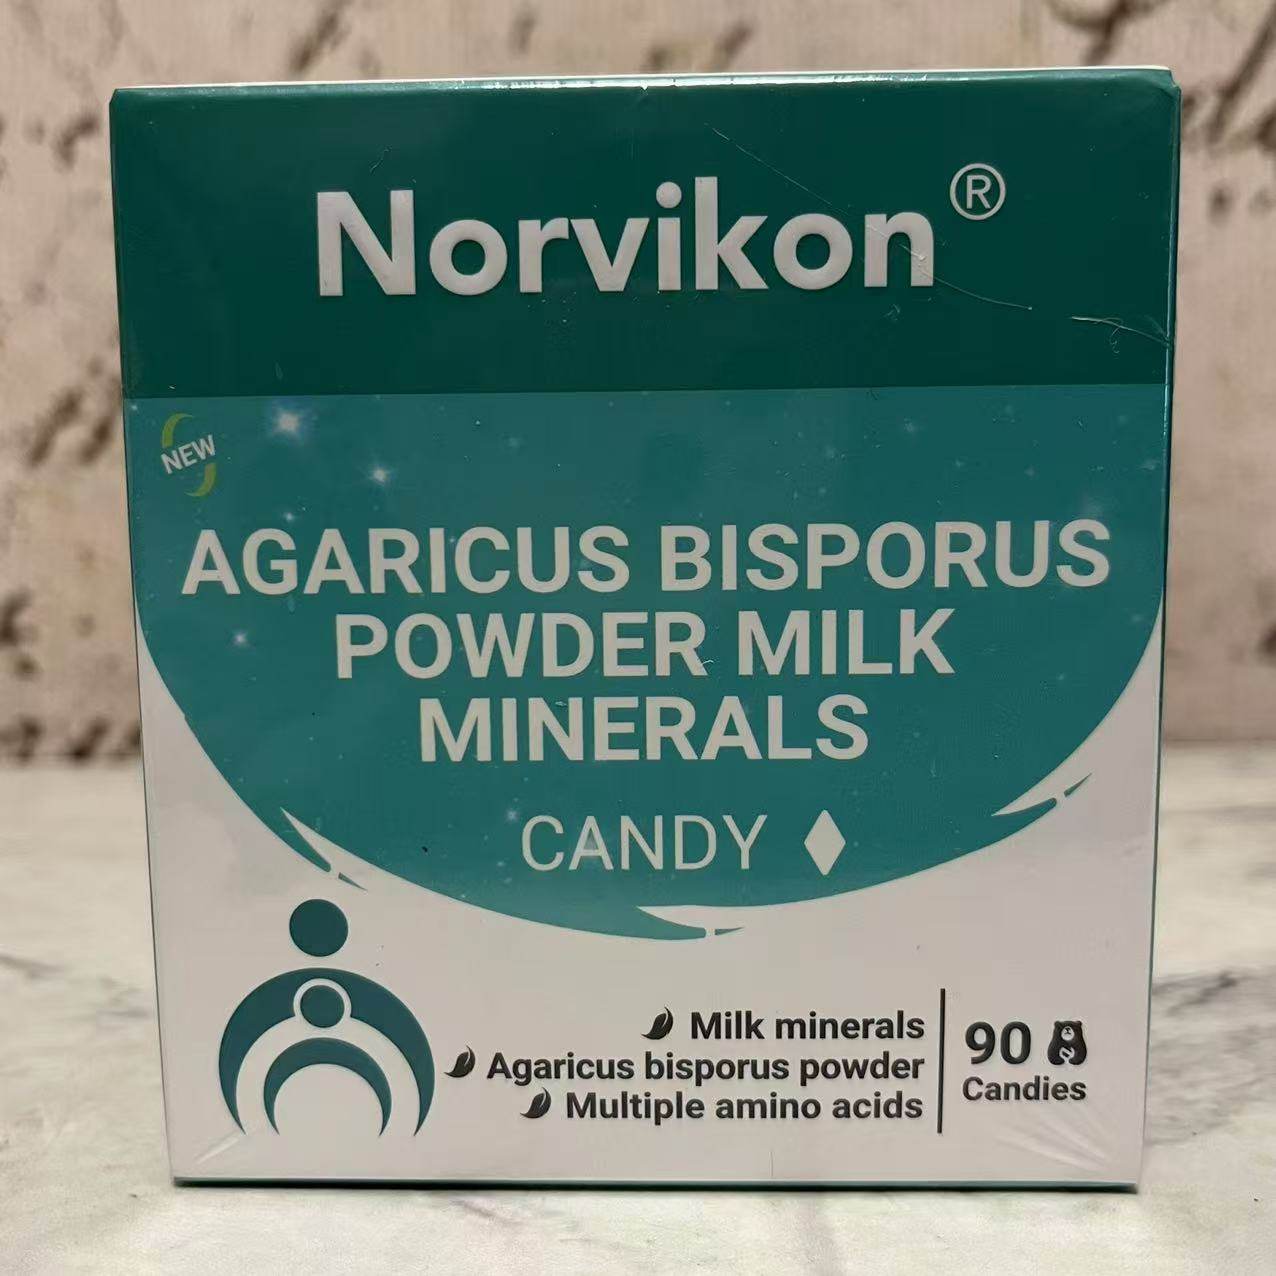 Norvikon®
NEW
AGARICUS BISPORUS
POWDER MILK
MINERALS
CANDY
Milk minerals
Agaricus bisporus powder
Multiple amino acids
90
Candies